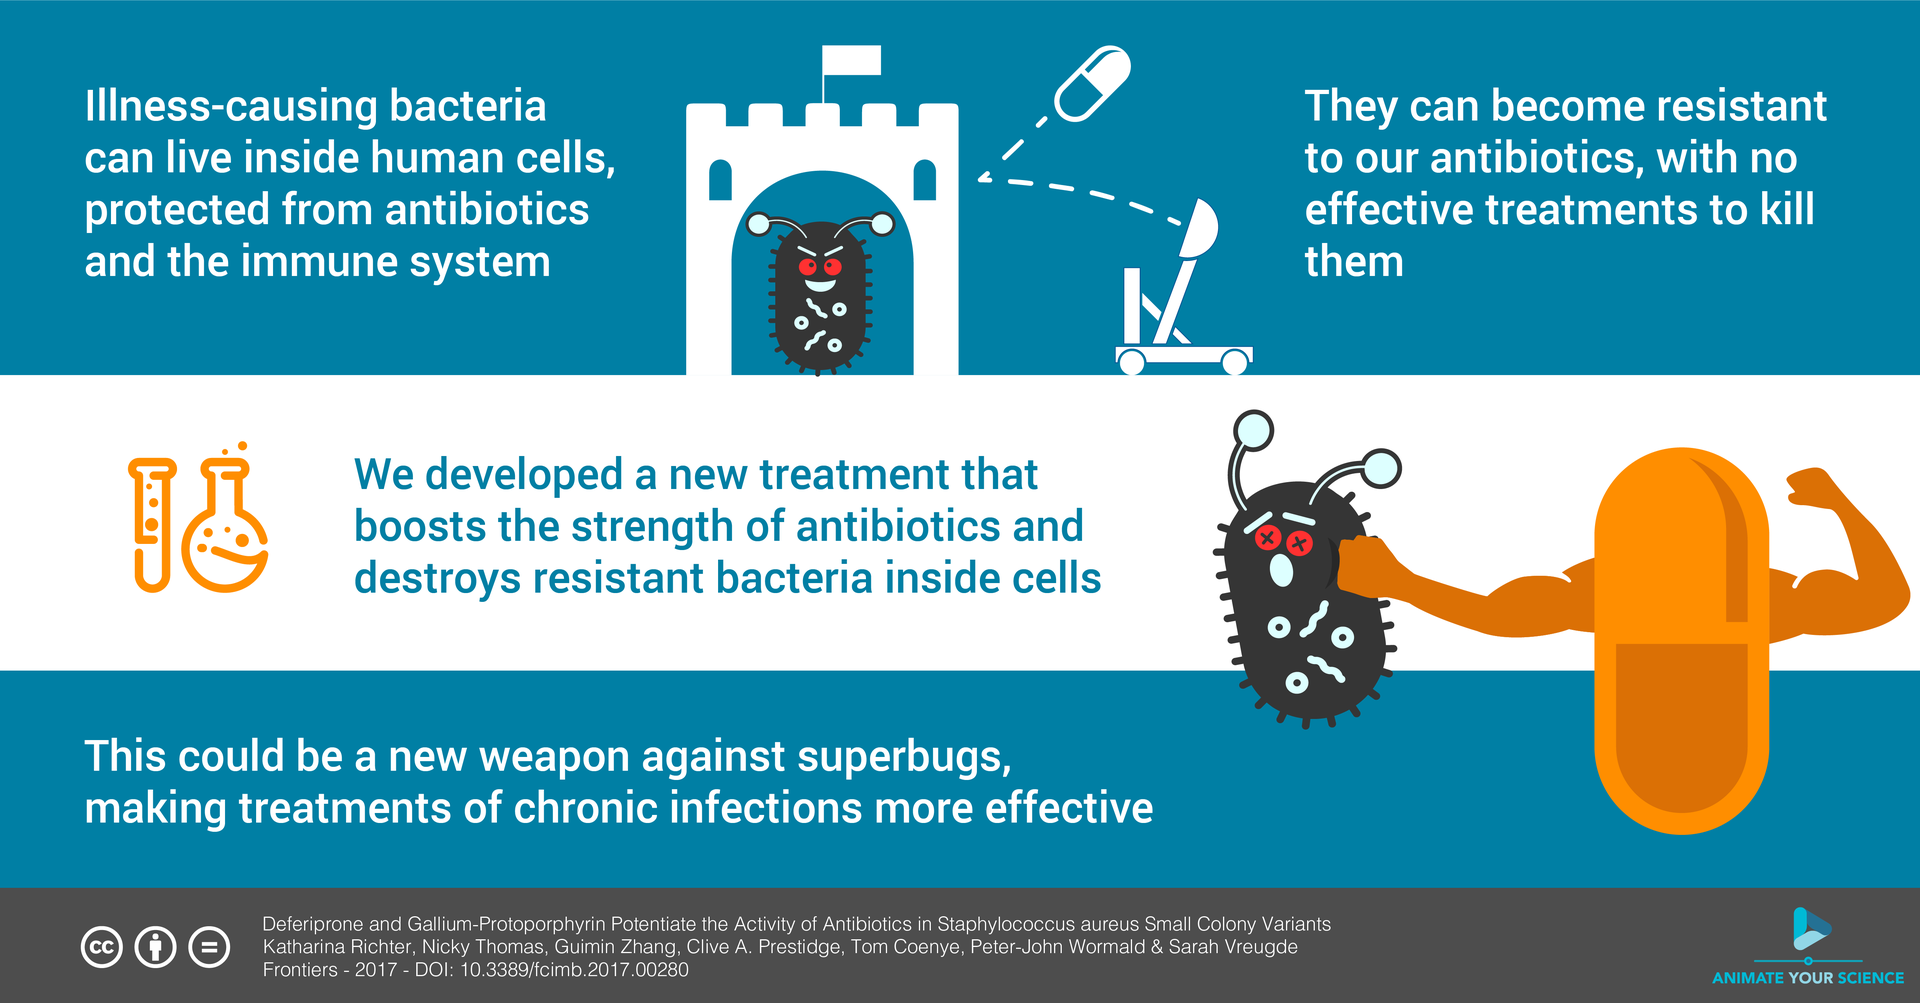 Illness-causing bacteria
can live inside human cells,
protected from antibiotics
and the immune system
They can become resistant
to our antibiotics, with no
effective treatments to kill
them
We developed a new treatment that
boosts the strength of antibiotics and
destroys resistant bacteria inside cells
This could be a new weapon against superbugs,
making treatments of chronic infections more effective
cc
Deferiprone and Gallium-Protoporphyrin Potentiate the Activity of Antibiotics in Staphylococcus aureus Small Colony Variants
Katharina Richter, Nicky Thomas, Guimin Zhang, Clive A. Prestidge, Tom Coenye, Peter-John Wormald & Sarah Vreugde
Frontiers - 2017 - DOI: 10.3389/fcimb.2017.00280
ANIMATE YOUR SCIENCE